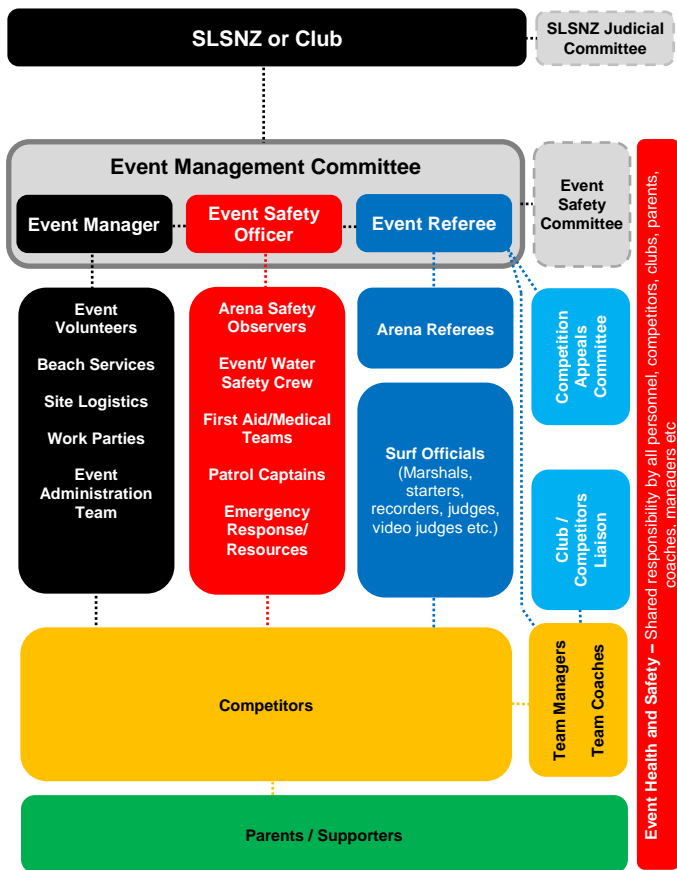 SLSNZ or Club
SLSNZ Judicial
Committee
Event Management Committee
Event Manager
Event Safety
Officer
Event Referee
Event
Safety
Committee
Event
Volunteers
Beach Services
Site Logistics
Work Parties
Event
Administration
Team
Arena Safety
Observers
Event/ Water
Safety Crew
First Aid/Medical
Teams
Patrol Captains
Emergency
Response/
Resources
Arena Referees
Surf Officials
(Marshals,
starters,
recorders, judges,
video judges etc.)
Competition
Appeals
Committee
Club /
Competitors
Liaison
Competitors
Team Managers
Team Coaches
Parents / Supporters
Event Health and Safety – Shared responsibility by all personnel, competitors, clubs, parents,
coaches, managers etc